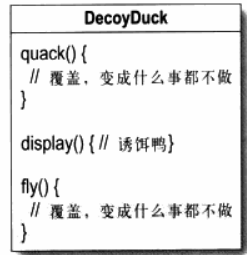 DecoyDuck
quack() {
// 覆盖，变成什么事都不做
}
display() { // 诱饵鸭}
fly() {
// 覆盖，变成什么事都不做
}